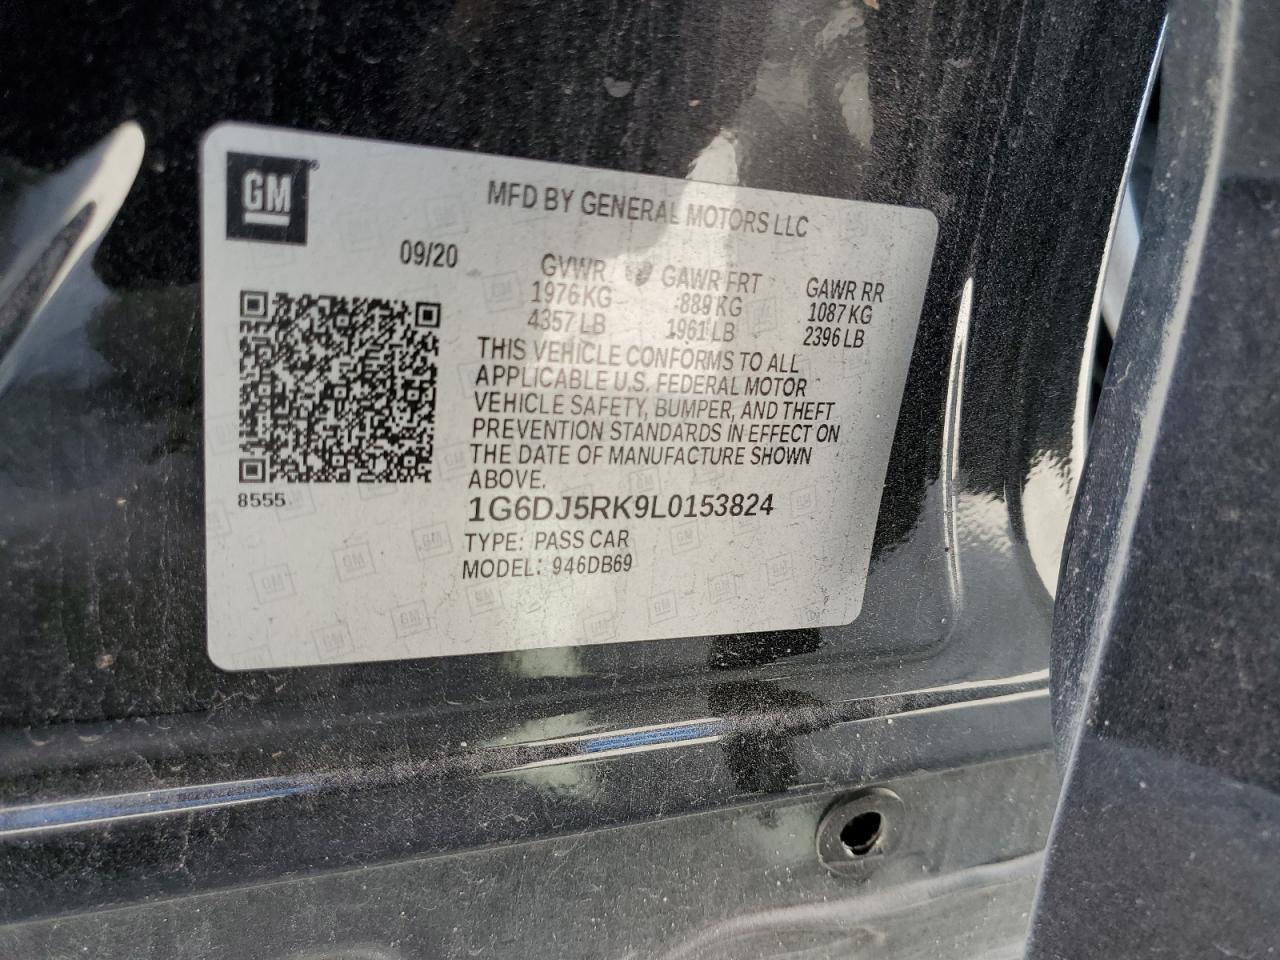 GM
MFD BY GENERAL MOTORS LLC
09/20
GVWR GAWR FRT GAWR RR
1976 KG 889 KG 1087 KG
4357 LB 1961 LB 2396 LB
THIS VEHICLE CONFORMS TO ALL
APPLICABLE U.S. FEDERAL MOTOR
VEHICLE SAFETY, BUMPER, AND THEFT
PREVENTION STANDARDS IN EFFECT ON
THE DATE OF MANUFACTURE SHOWN
ABOVE.
8555
1G6DJ5RK9L0153824
TYPE: PASS CAR
MODEL: 946DB69